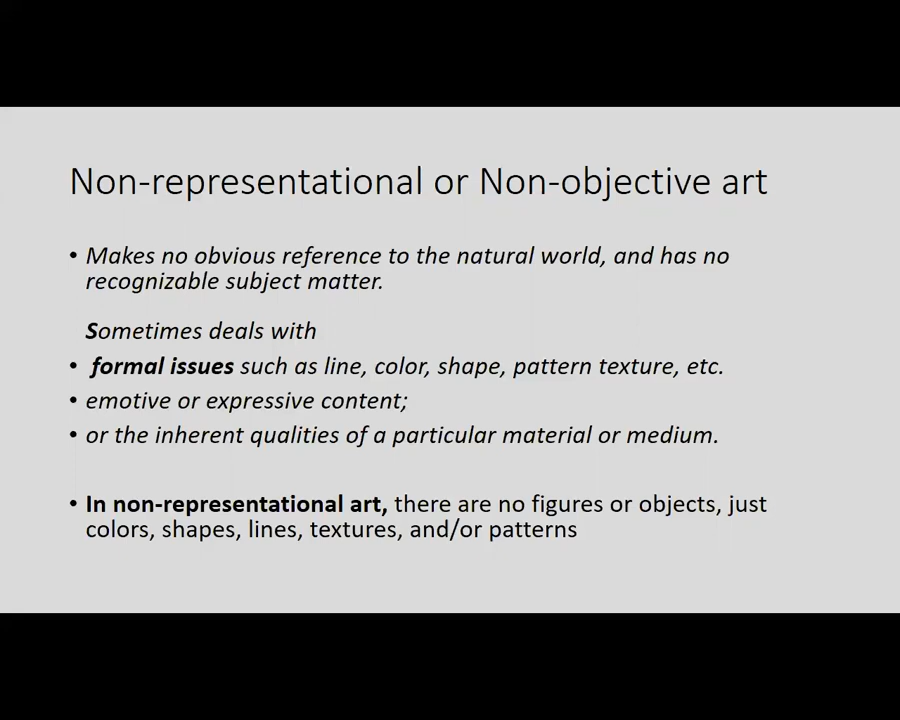 Non-representational or Non-objective art
• Makes no obvious reference to the natural world, and has no
recognizable subject matter.
Sometimes deals with
• formal issues such as line, color, shape, pattern texture, etc.
• emotive or expressive content;
• or the inherent qualities of a particular material or medium.
• In non-representational art, there are no figures or objects, just
colors, shapes, lines, textures, and/or patterns